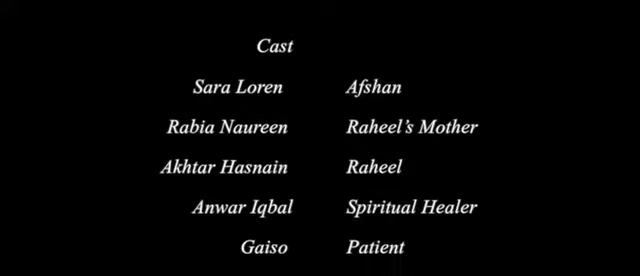 Cast
Sara Loren Afshan
Rabia Naureen Raheel's Mother
Akhtar Hasnain Raheel
Anwar Iqbal Spiritual Healer
Gaiso Patient